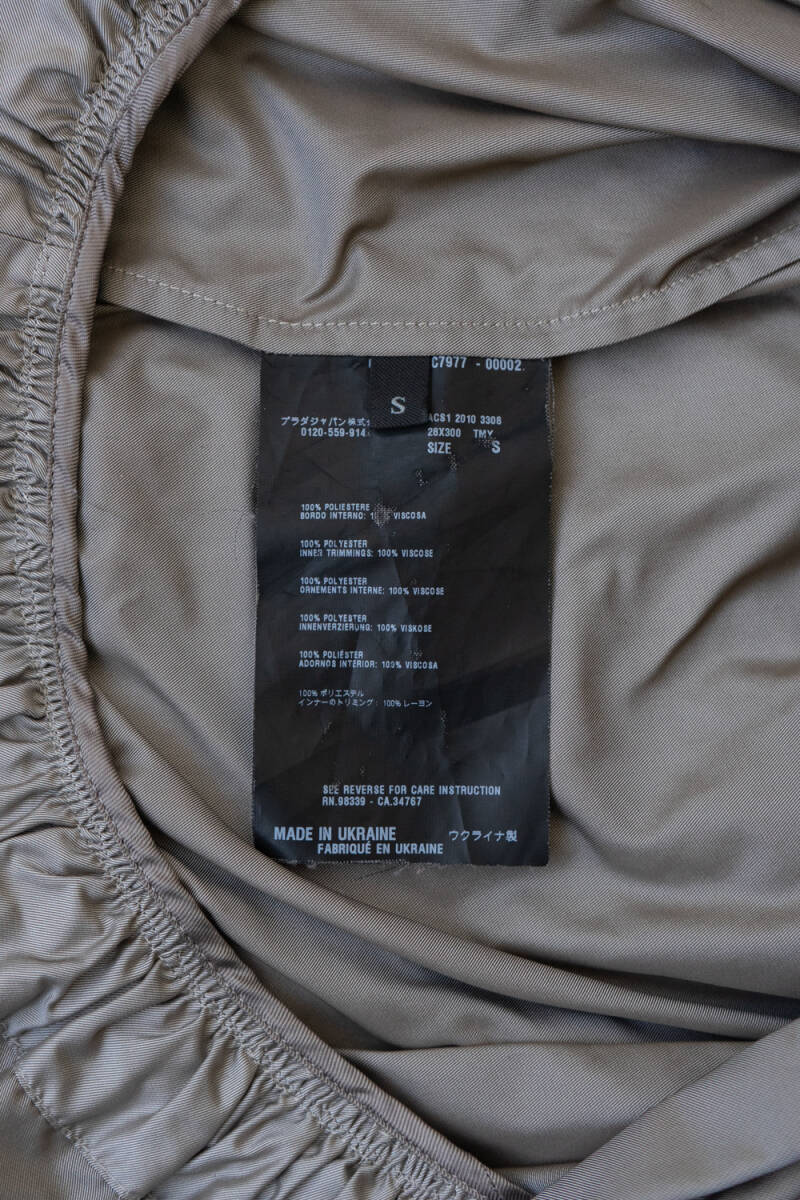 C7977 - 00002
S
プラダジャパン株式
0120-559-914
ACS1 2010 3308
26X300 TMY
SIZE S
100% POLIESTERE
BORDO INTERNO: 100% VISCOSA
100% POLYESTER
INNER TRIMMINGS: 100% VISCOSE
100% POLYESTER
ORNEMENTS INTERNE: 100% VISCOSE
100% POLYESTER
INNENVERZIERUNG: 100% VISKOSE
100% POLIÉSTER
ADORNOS INTERIOR: 100% VISCOSA
100% ポリエステル
インナーのトリミング: 100% レーヨン
SEE REVERSE FOR CARE INSTRUCTION
RN.98339 - CA.34767
MADE IN UKRAINE ウクライナ製
FABRIQUÉ EN UKRAINE